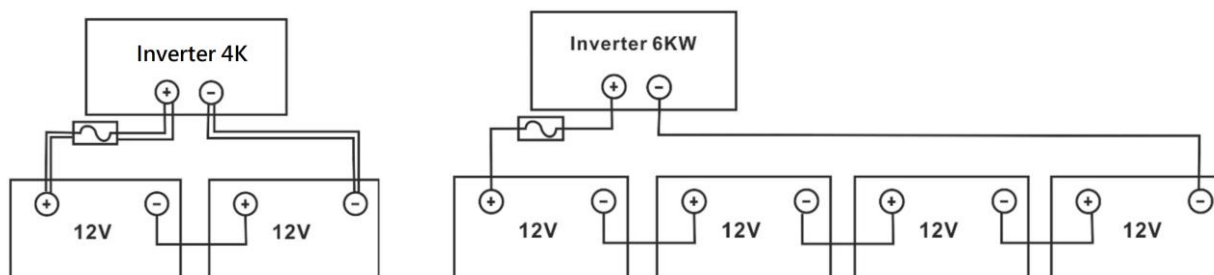 Inverter 4K
+ −
+ − + −
12V 12V
Inverter 6KW
+ −
+ − + − + − + −
12V 12V 12V 12V